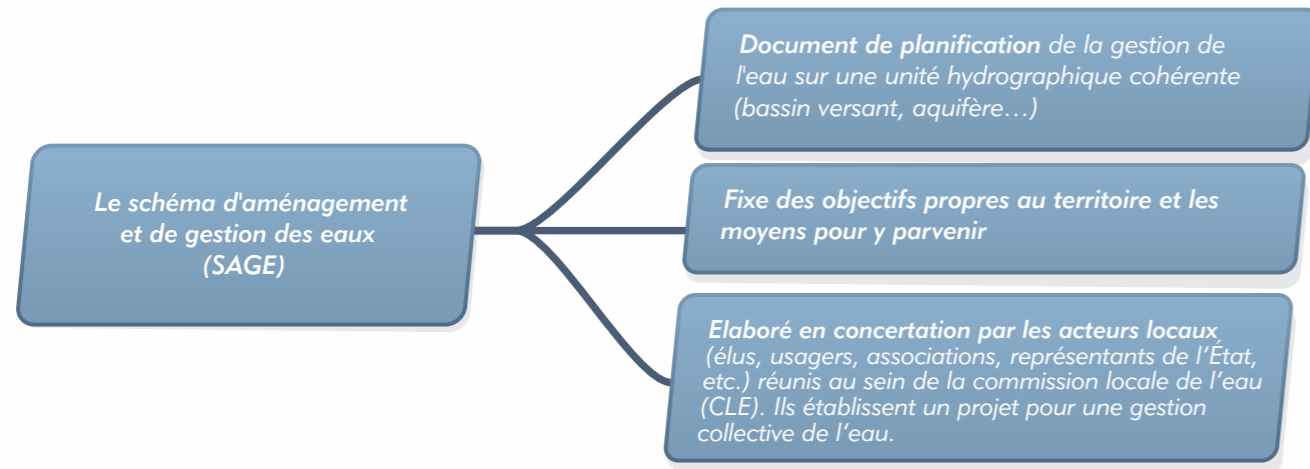 Le schéma d'aménagement
et de gestion des eaux
(SAGE)
Document de planification de la gestion de
l'eau sur une unité hydrographique cohérente
(bassin versant, aquifère…)
Fixe des objectifs propres au territoire et les
moyens pour y parvenir
Elaboré en concertation par les acteurs locaux
(élus, usagers, associations, représentants de l’État,
etc.) réunis au sein de la commission locale de l’eau
(CLE). Ils établissent un projet pour une gestion
collective de l’eau.